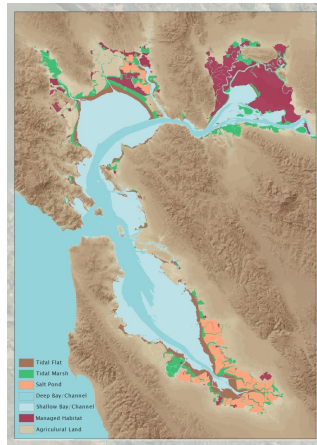 Tidal Flat
Tidal Marsh
Salt Pond
Deep Bay/Channel
Shallow Bay/Channel
Managed Habitat
Agricultural Land